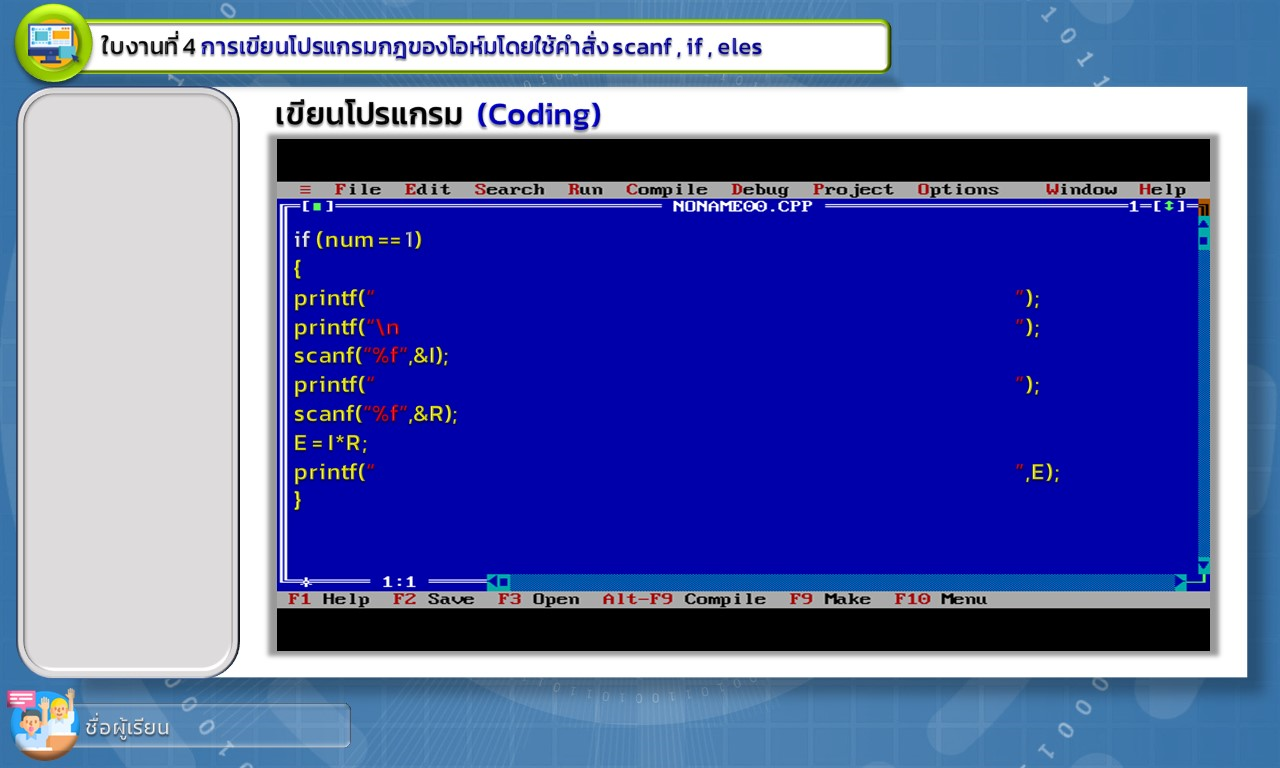 ใบงานที่ 4 การเขียนโปรแกรมกฎของโอห์มโดยใช้คำสั่ง scanf , if , eles
เขียนโปรแกรม (Coding)
≡ File Edit Search Run Compile Debug Project Options Window Help
[■] NONAME00.CPP 1=[↕]
if (num == 1)
{
printf(" ");
printf("\n ");
scanf("%f",&I);
printf(" ");
scanf("%f",&R);
E = I*R;
printf(" ",E);
}
* 1:1
F1 Help F2 Save F3 Open Alt-F9 Compile F9 Make F10 Menu
ชื่อผู้เรียน